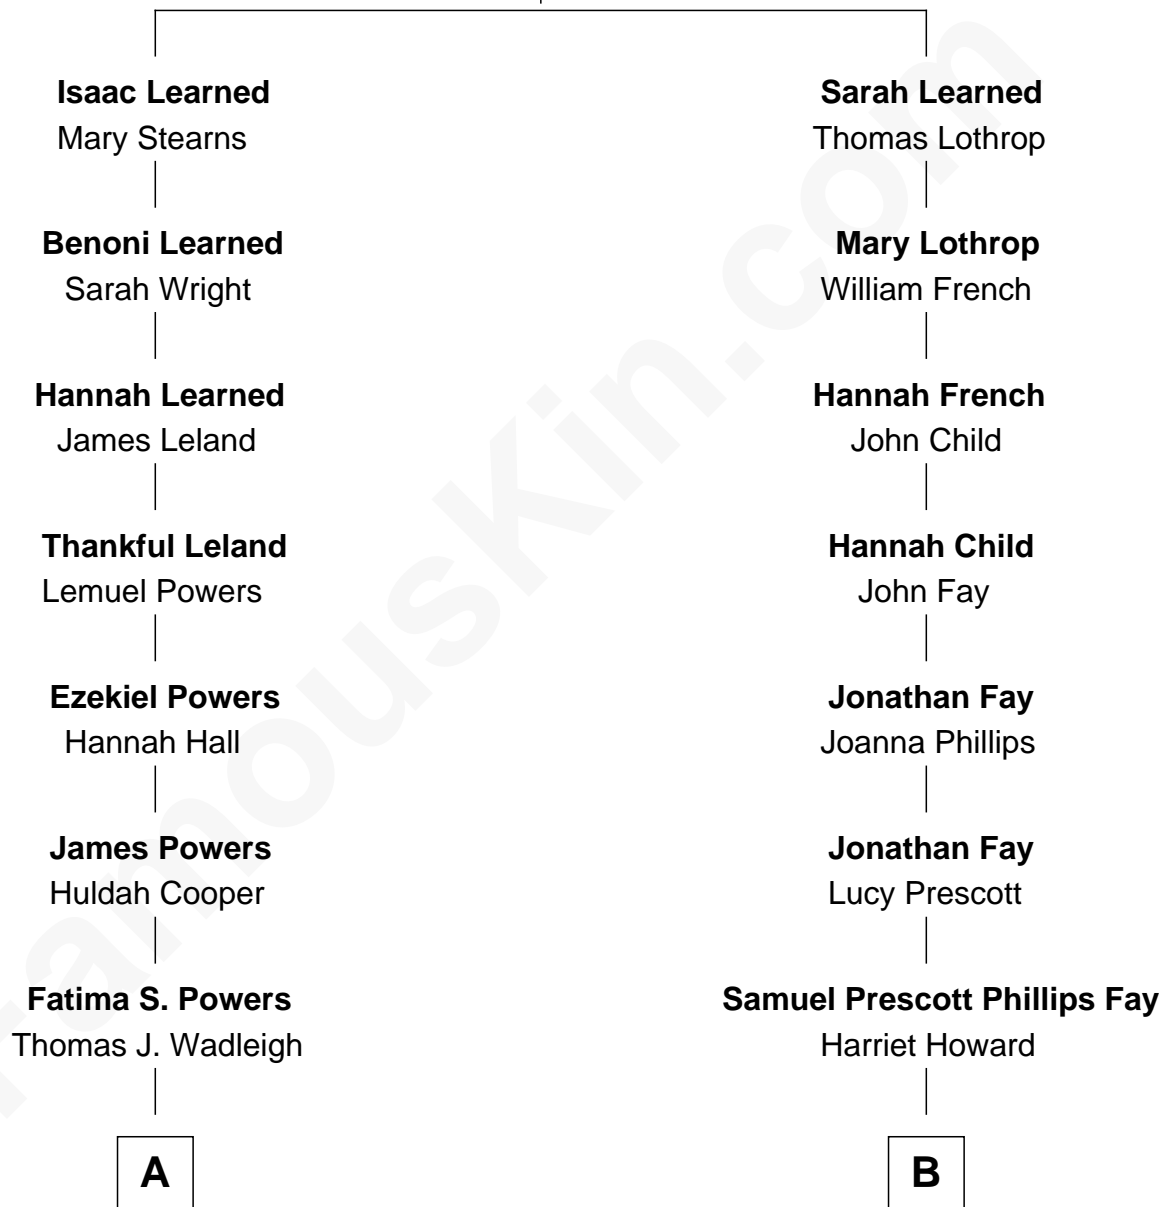 Isaac Learned
Mary Stearns
Sarah Learned
Thomas Lothrop
Benoni Learned
Sarah Wright
Mary Lothrop
William French
Hannah Learned
James Leland
Hannah French
John Child
Thankful Leland
Lemuel Powers
Hannah Child
John Fay
Ezekiel Powers
Hannah Hall
Jonathan Fay
Joanna Phillips
James Powers
Huldah Cooper
Jonathan Fay
Lucy Prescott
Fatima S. Powers
Thomas J. Wadleigh
Samuel Prescott Phillips Fay
Harriet Howard
A
B
FamousKin.com